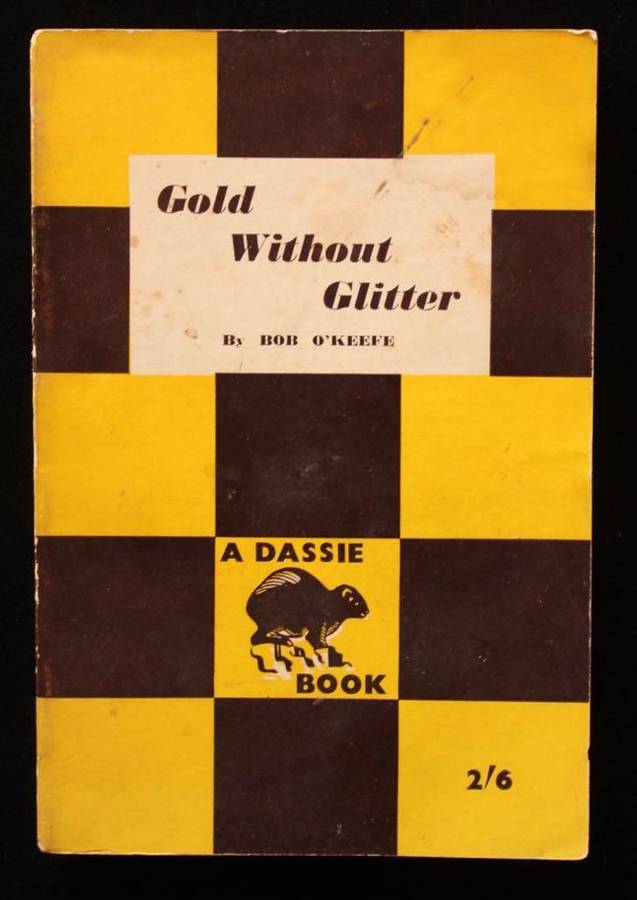 Gold
Without
Glitter
By BOB O'KEEFE
A DASSIE
BOOK
2/6